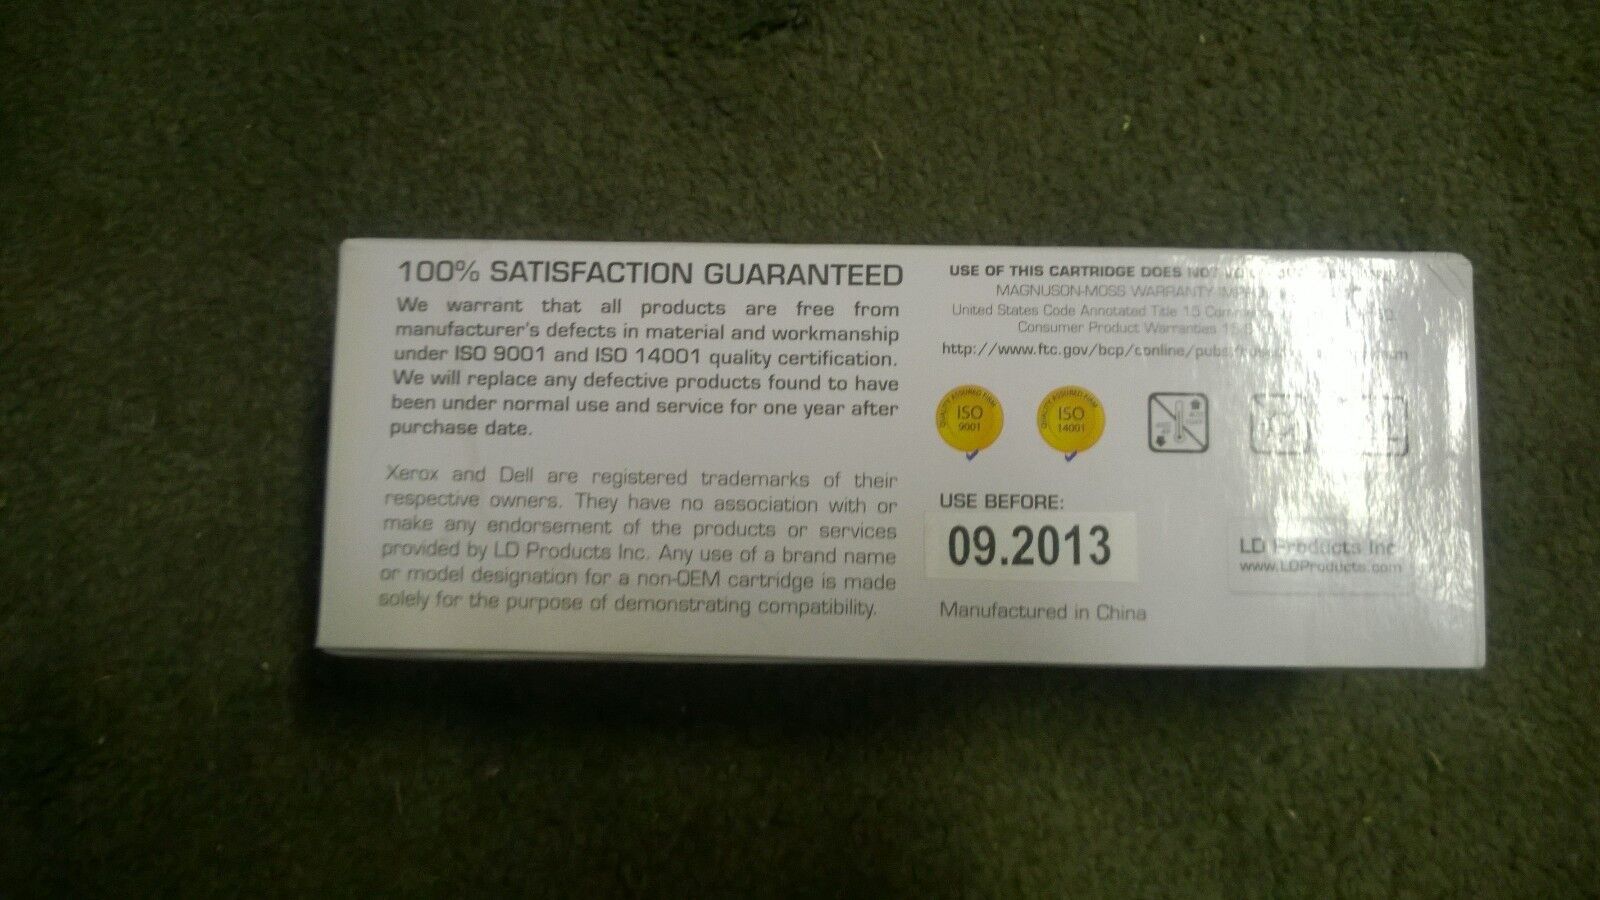 100% SATISFACTION GUARANTEED
We warrant that all products are free from
manufacturer's defects in material and workmanship
under ISO 9001 and ISO 14001 quality certification.
We will replace any defective products found to have
been under normal use and service for one year after
purchase date.
Xerox and Dell are registered trademarks of their
respective owners. They have no association with or
make any endorsement of the products or services
provided by LD Products Inc. Any use of a brand name
or model designation for a non-OEM cartridge is made
solely for the purpose of demonstrating compatibility.
USE OF THIS CARTRIDGE DOES NOT
MAGNUSON-MOSS WARRANTY
United States Code Annotated Title 15
Consumer Product Warranties
http://www.ftc.gov/bcp/conline/pubs
QUALITY ASSURED FIRM
ISO
9001
QUALITY ASSURED FIRM
ISO
14001
USE BEFORE:
09.2013
Manufactured in China
LD Products Inc
www.LDProducts.com